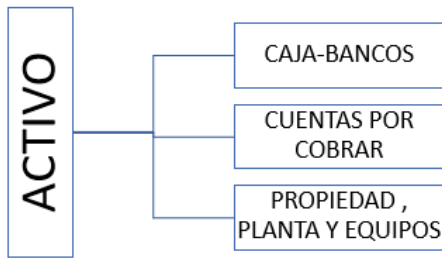 ACTIVO
CAJA-BANCOS
CUENTAS POR
COBRAR
PROPIEDAD ,
PLANTA Y EQUIPOS